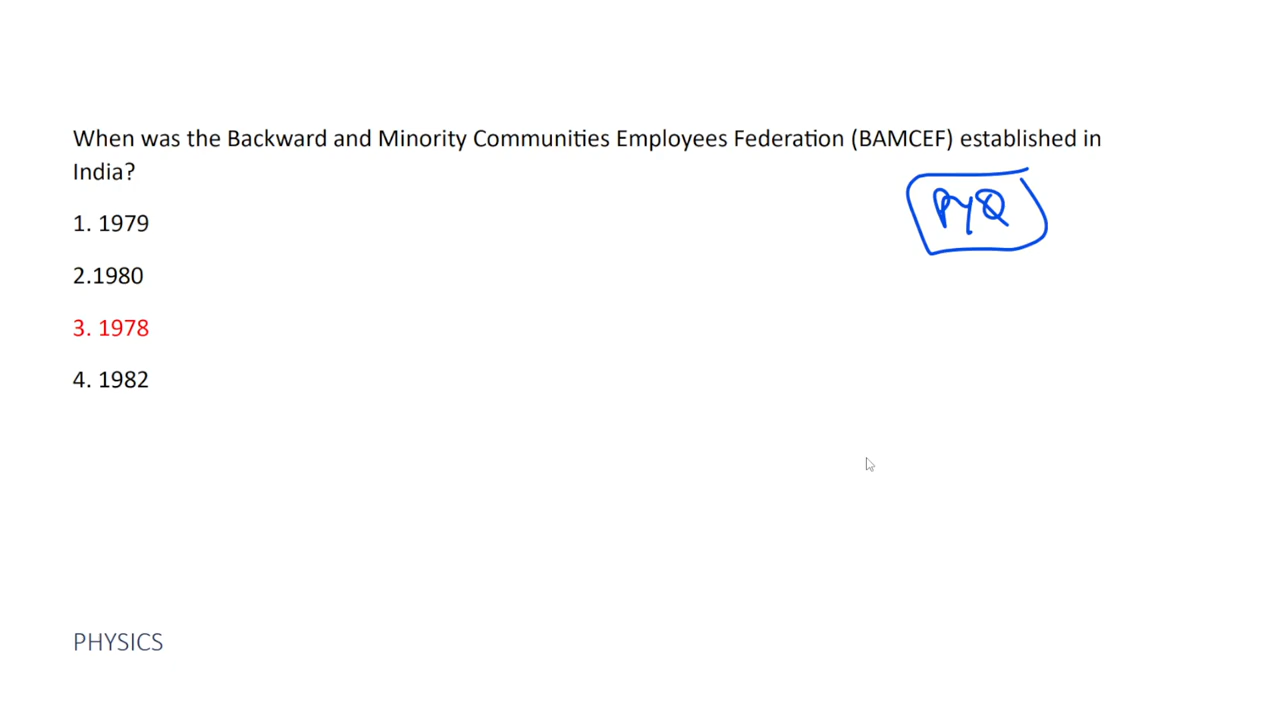 When was the Backward and Minority Communities Employees Federation (BAMCEF) established in
India?
PYQ
1. 1979
2.1980
3. 1978
4. 1982
PHYSICS